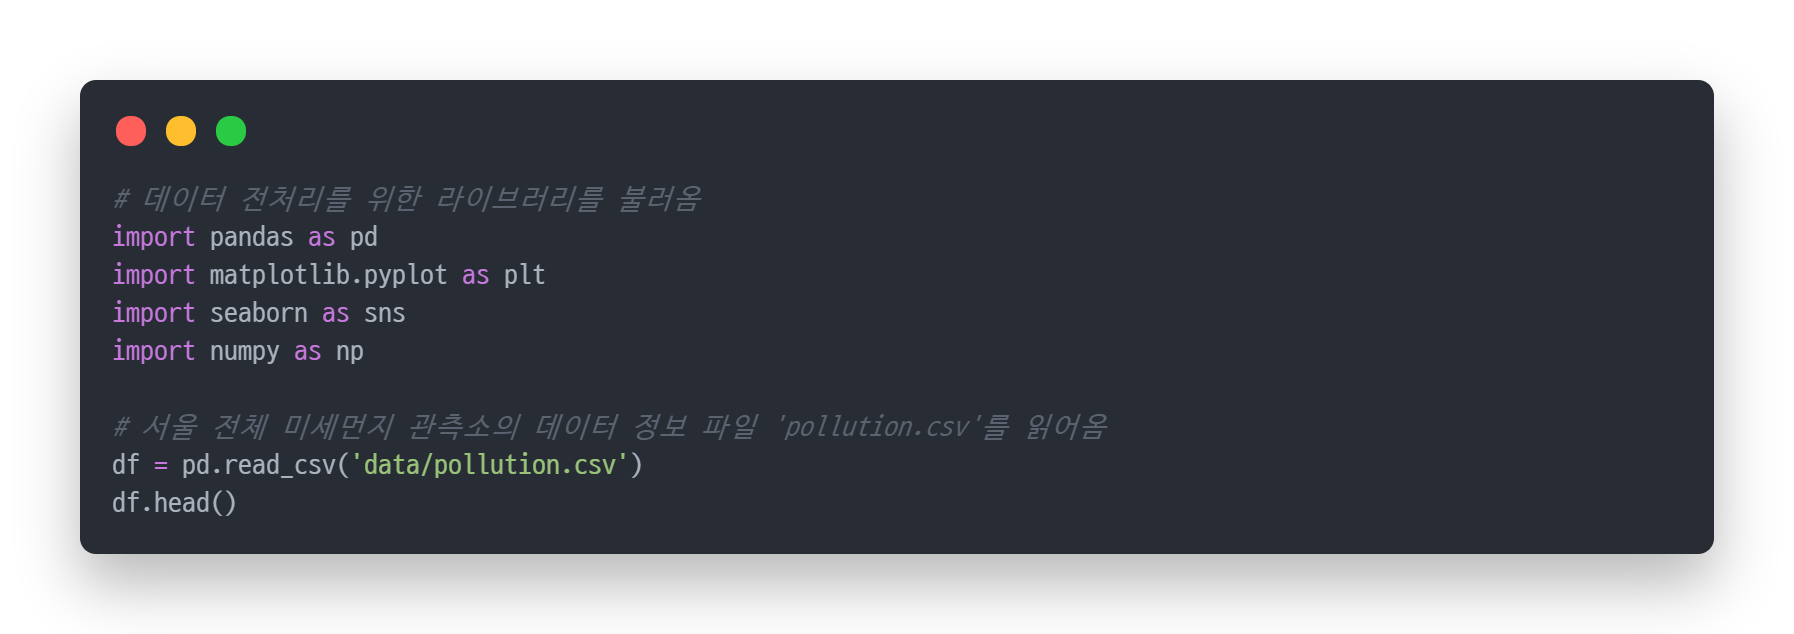 # 데이터 전처리를 위한 라이브러리를 불러옴
import pandas as pd
import matplotlib.pyplot as plt
import seaborn as sns
import numpy as np
# 서울 전체 미세먼지 관측소의 데이터 정보 파일 'pollution.csv'를 읽어옴
df = pd.read_csv('data/pollution.csv')
df.head()